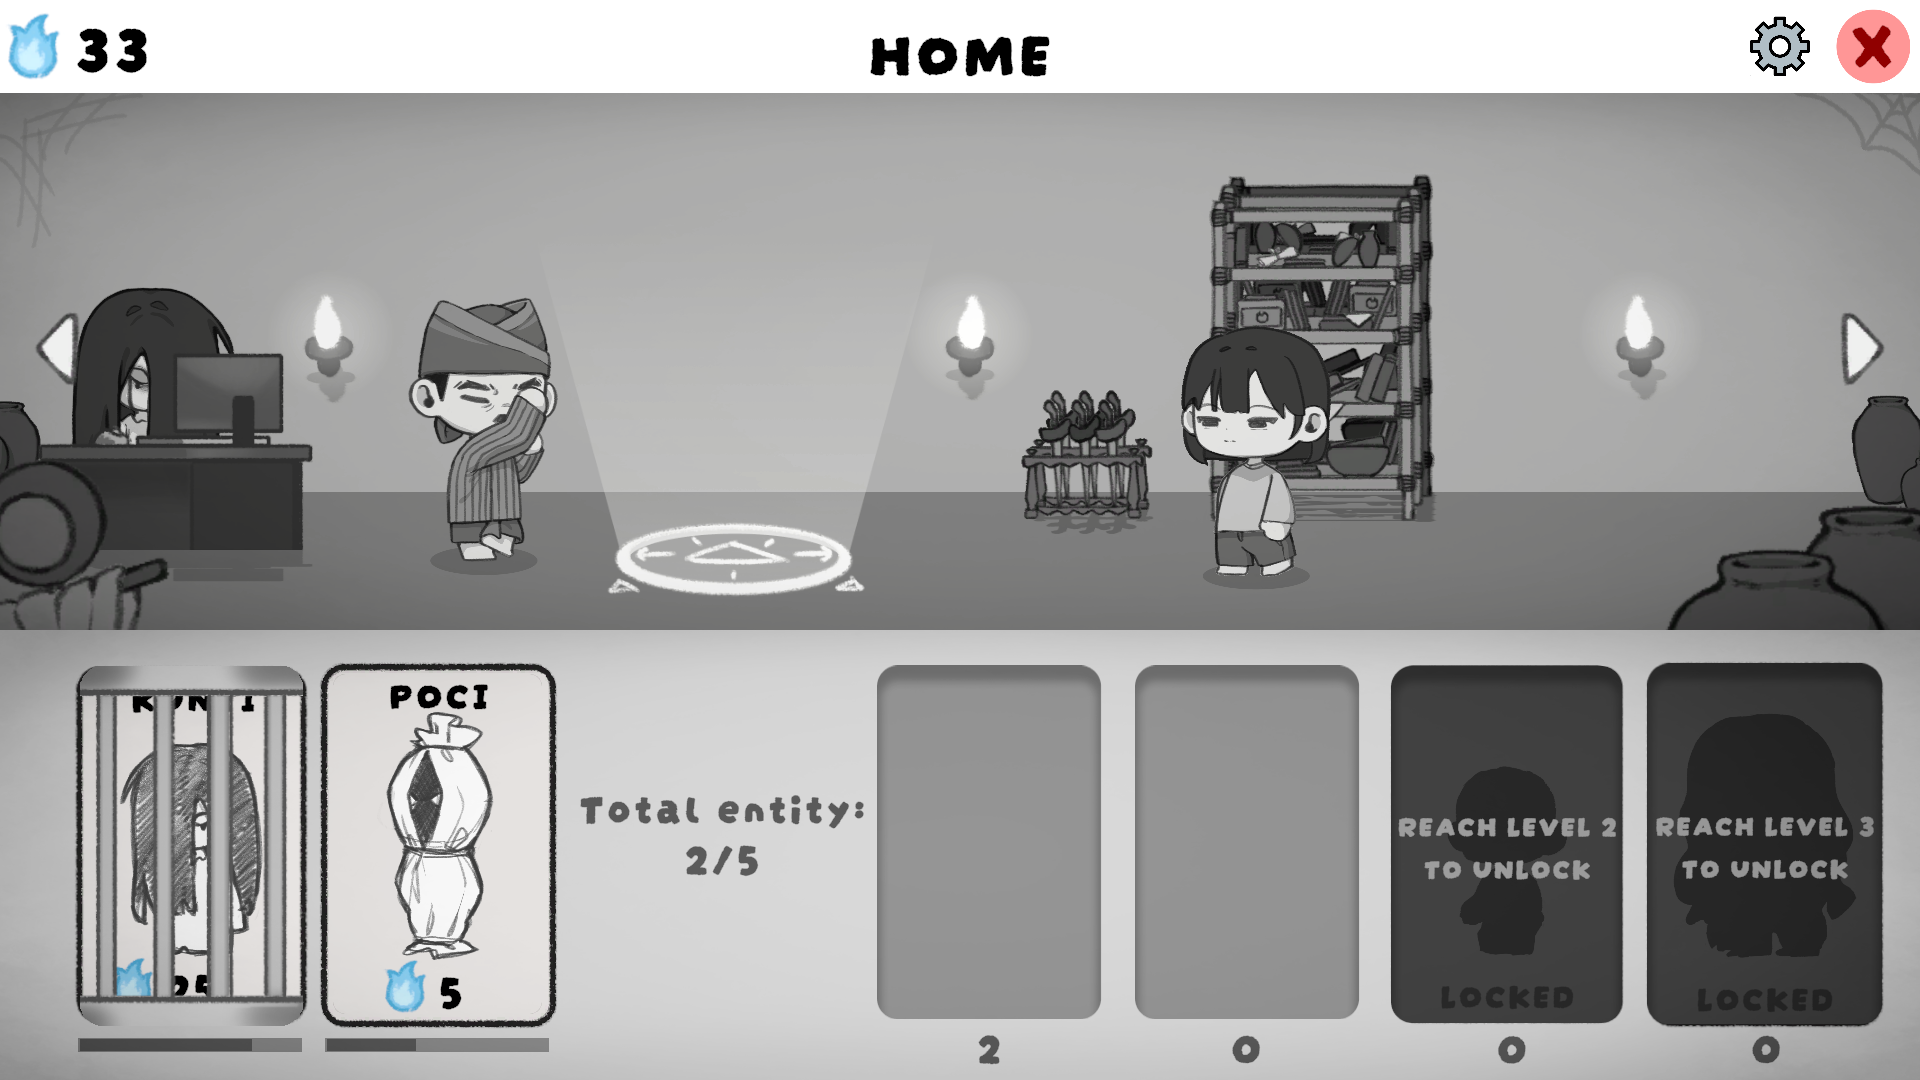 33
HOME
POCI
5
Total entity:
2/5
REACH LEVEL 2
TO UNLOCK
LOCKED
REACH LEVEL 3
TO UNLOCK
LOCKED
2
0
0
0